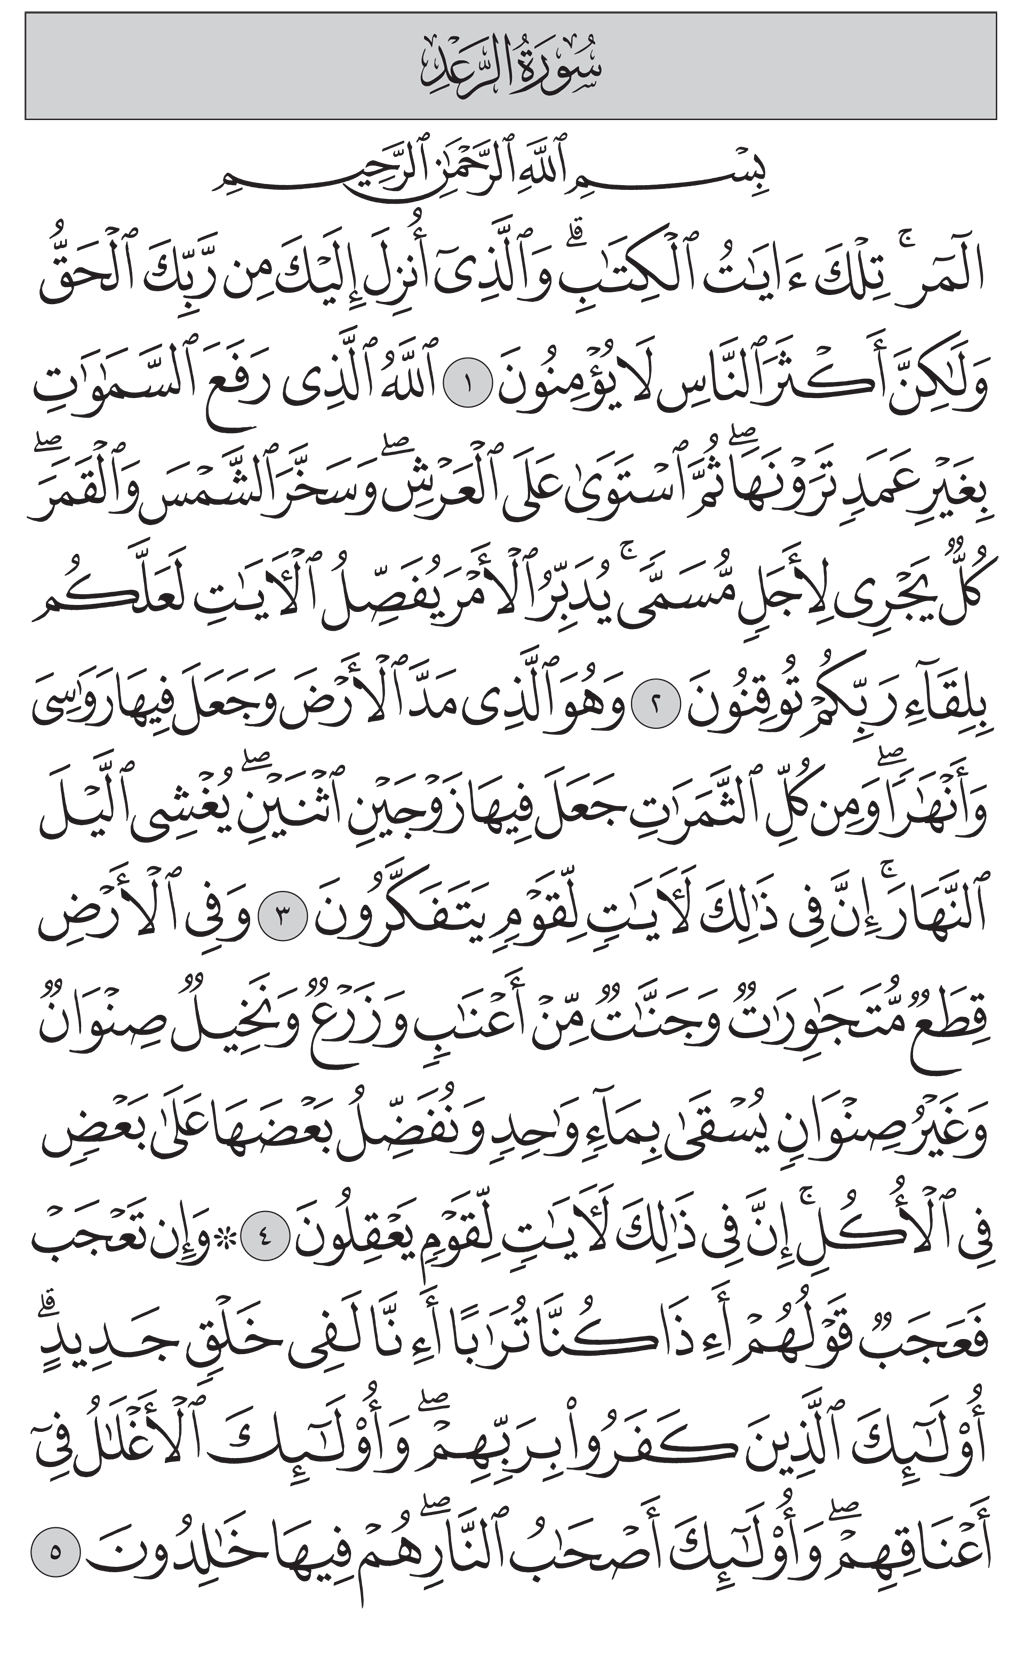 سُورَةُ الرَّعْدِ
بِسْمِ ٱللَّهِ ٱلرَّحْمَٰنِ ٱلرَّحِيمِ
الٓمٓرۚ تِلْكَ ءَايَٰتُ ٱلْكِتَٰبِۗ وَٱلَّذِىٓ أُنزِلَ إِلَيْكَ مِن رَّبِّكَ ٱلْحَقُّ
وَلَٰكِنَّ أَكْثَرَ ٱلنَّاسِ لَا يُؤْمِنُونَ ١ ٱللَّهُ ٱلَّذِى رَفَعَ ٱلسَّمَٰوَٰتِ
بِغَيْرِ عَمَدٍ تَرَوْنَهَاۖ ثُمَّ ٱسْتَوَىٰ عَلَى ٱلْعَرْشِۖ وَسَخَّرَ ٱلشَّمْسَ وَٱلْقَمَرَۖ
كُلٌّ يَجْرِى لِأَجَلٍ مُّسَمًّىۚ يُدَبِّرُ ٱلْأَمْرَ يُفَصِّلُ ٱلْءَايَٰتِ لَعَلَّكُم
بِلِقَآءِ رَبِّكُمْ تُوقِنُونَ ٢ وَهُوَ ٱلَّذِى مَدَّ ٱلْأَرْضَ وَجَعَلَ فِيهَا رَوَٰسِىَ
وَأَنْهَٰرًاۖ وَمِن كُلِّ ٱلثَّمَرَٰتِ جَعَلَ فِيهَا زَوْجَيْنِ ٱثْنَيْنِۖ يُغْشِى ٱلَّيْلَ
ٱلنَّهَارَۚ إِنَّ فِى ذَٰلِكَ لَءَايَٰتٍ لِّقَوْمٍ يَتَفَكَّرُونَ ٣ وَفِى ٱلْأَرْضِ
قِطَعٌ مُّتَجَٰوِرَٰتٌ وَجَنَّٰتٌ مِّنْ أَعْنَٰبٍ وَزَرْعٌ وَنَخِيلٌ صِنْوَانٌ
وَغَيْرُ صِنْوَانٍ يُسْقَىٰ بِمَآءٍ وَٰحِدٍ وَنُفَضِّلُ بَعْضَهَا عَلَىٰ بَعْضٍ
فِى ٱلْأُكُلِۚ إِنَّ فِى ذَٰلِكَ لَءَايَٰتٍ لِّقَوْمٍ يَعْقِلُونَ ٤ ۞ وَإِن تَعْجَبْ
فَعَجَبٌ قَوْلُهُمْ أَءِذَا كُنَّا تُرَٰبًا أَءِنَّا لَفِى خَلْقٍ جَدِيدٍۗ
أُو۟لَٰٓئِكَ ٱلَّذِينَ كَفَرُوا۟ بِرَبِّهِمْۖ وَأُو۟لَٰٓئِكَ ٱلْأَغْلَٰلُ فِىٓ
أَعْنَاقِهِمْۖ وَأُو۟لَٰٓئِكَ أَصْحَٰبُ ٱلنَّارِۖ هُمْ فِيهَا خَٰلِدُونَ ٥